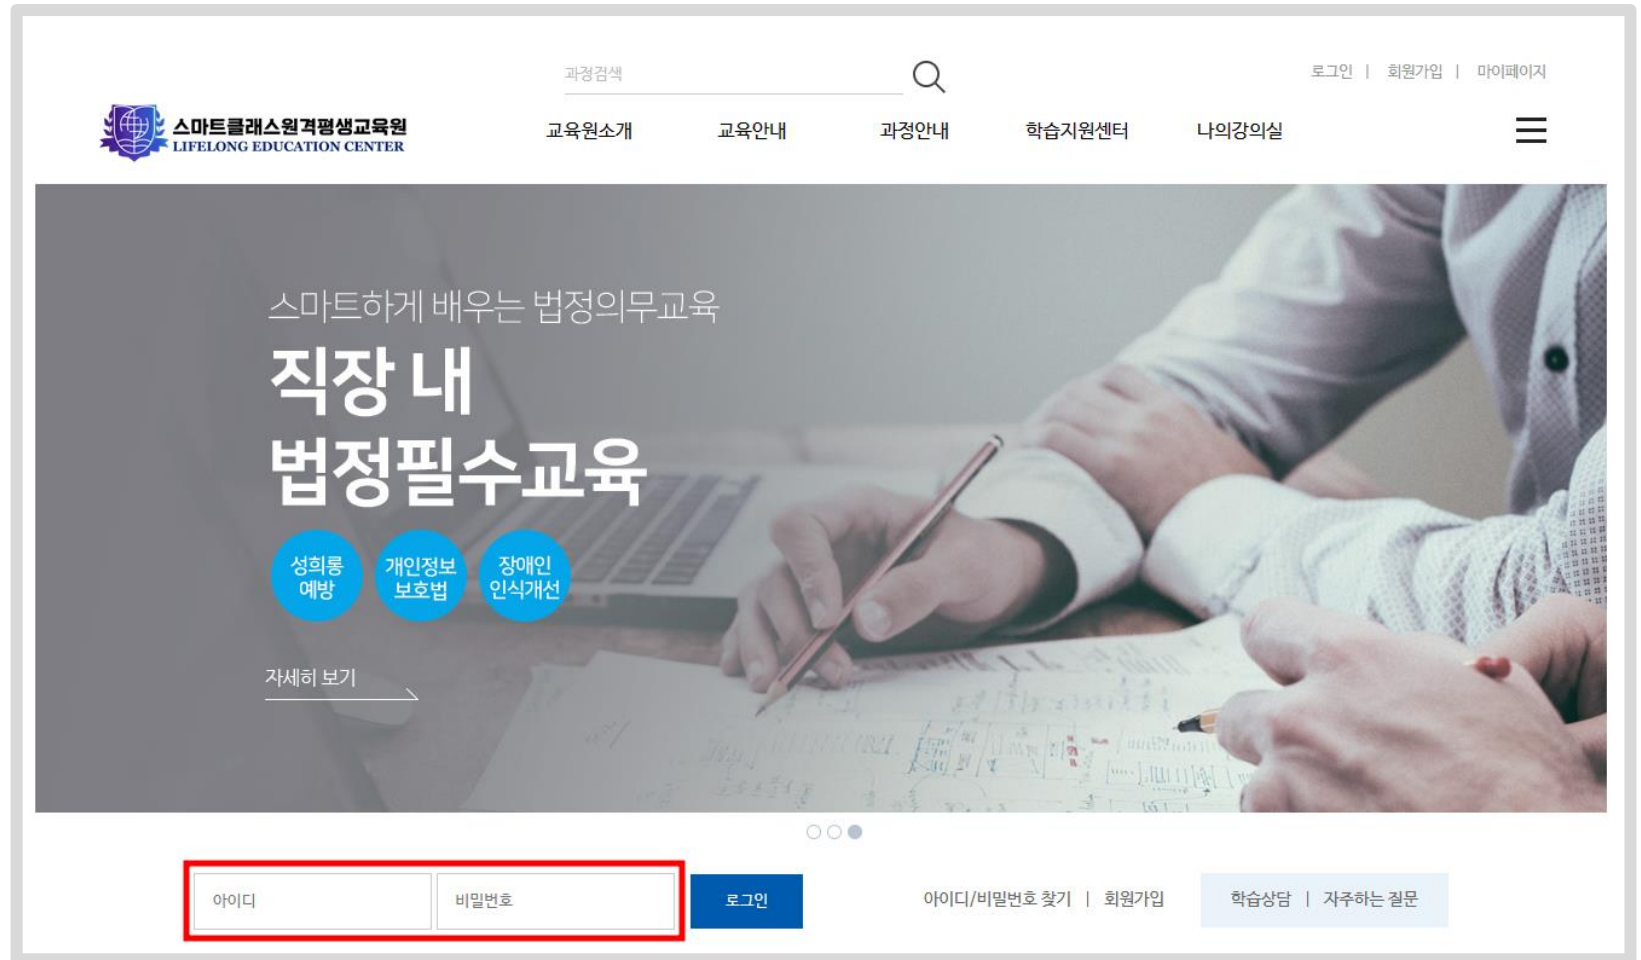 과정검색
로그인 | 회원가입 | 마이페이지
스마트클래스원격평생교육원
LIFELONG EDUCATION CENTER
교육원소개 교육안내 과정안내 학습지원센터 나의강의실
스마트하게 배우는 법정의무교육
직장 내
법정필수교육
성희롱 예방
개인정보 보호법
장애인 인식개선
자세히 보기
아이디 비밀번호 로그인 아이디/비밀번호 찾기 | 회원가입 학습상담 | 자주하는 질문